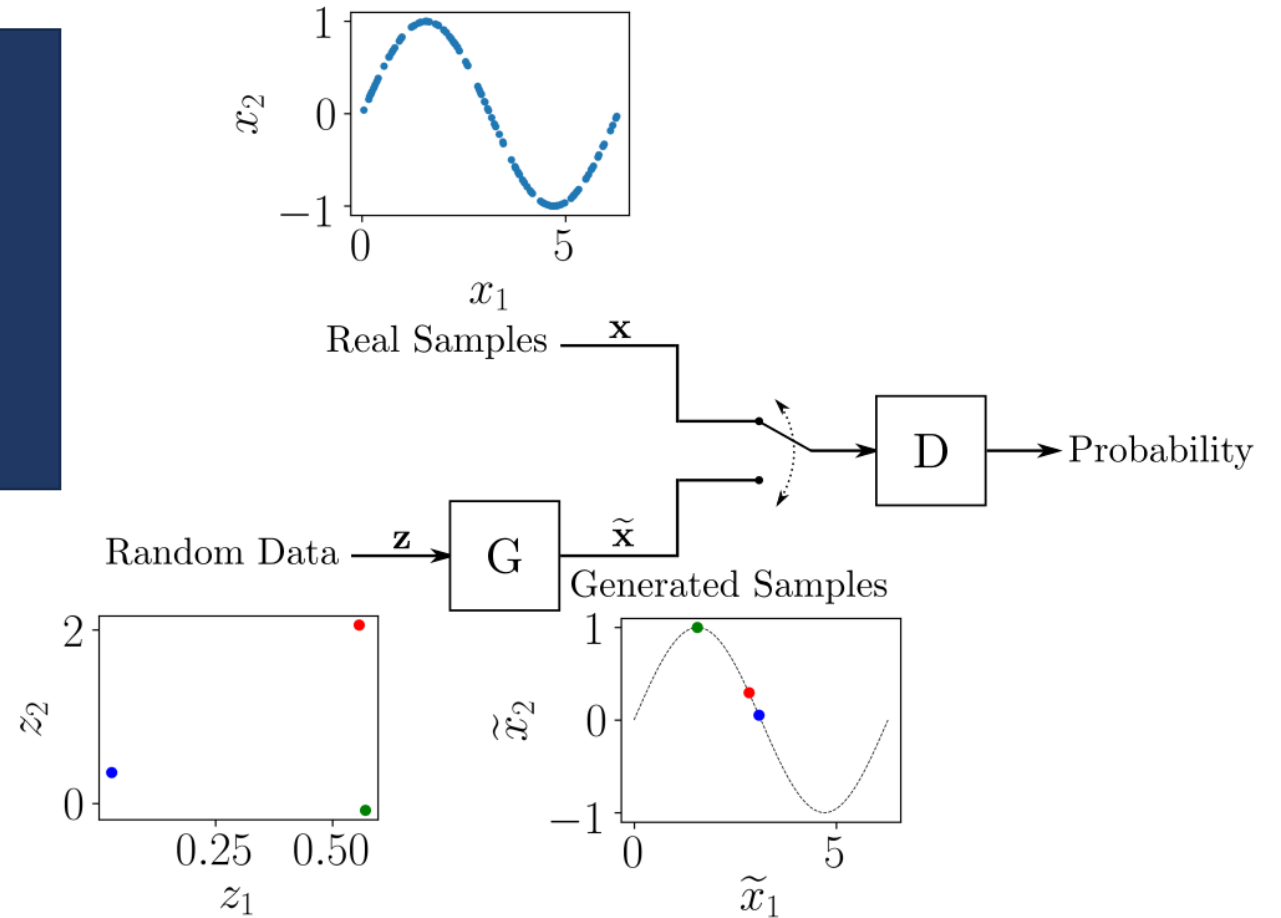 1
0
−1
x₂
0 5
x₁
Real Samples
x
D
Probability
Random Data
z
G
x̃
Generated Samples
2
0
z₂
0.25 0.50
z₁
1
0
−1
x̃₂
0 5
x̃₁